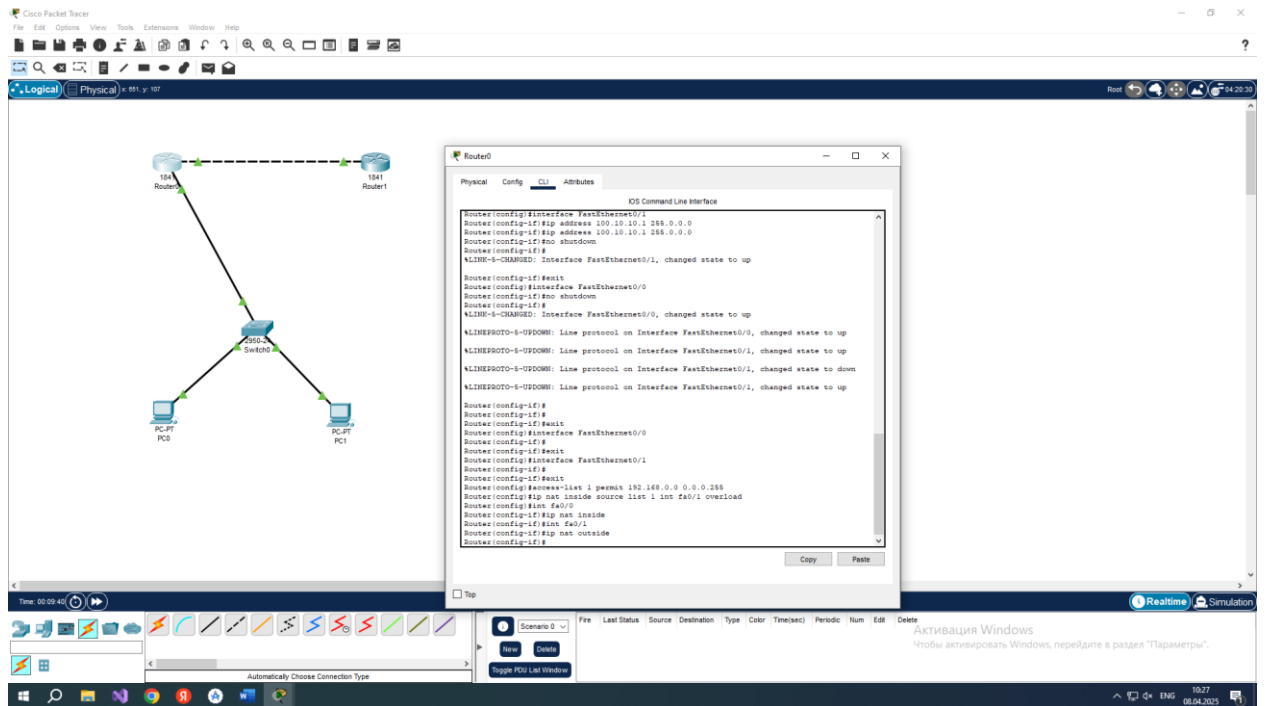 Cisco Packet Tracer
File Edit Options View Tools Extensions Window Help
?
Logical Physical x: 651, y: 107 Root 04:20:30
1841
Router0
1841
Router1
2950-24
Switch0
PC-PT
PC0
PC-PT
PC1
Router0
Physical Config CLI Attributes
IOS Command Line Interface
Router(config)#interface FastEthernet0/1
Router(config-if)#ip address 100.10.10.1 255.0.0.0
Router(config-if)#ip address 100.10.10.1 255.0.0.0
Router(config-if)#no shutdown
Router(config-if)#
%LINK-5-CHANGED: Interface FastEthernet0/1, changed state to up
Router(config-if)#exit
Router(config)#interface FastEthernet0/0
Router(config-if)#no shutdown
Router(config-if)#
%LINK-5-CHANGED: Interface FastEthernet0/0, changed state to up
%LINEPROTO-5-UPDOWN: Line protocol on Interface FastEthernet0/0, changed state to up
%LINEPROTO-5-UPDOWN: Line protocol on Interface FastEthernet0/1, changed state to up
%LINEPROTO-5-UPDOWN: Line protocol on Interface FastEthernet0/1, changed state to down
%LINEPROTO-5-UPDOWN: Line protocol on Interface FastEthernet0/1, changed state to up
Router(config-if)#
Router(config-if)#
Router(config-if)#exit
Router(config)#interface FastEthernet0/0
Router(config-if)#
Router(config-if)#exit
Router(config)#interface FastEthernet0/1
Router(config-if)#
Router(config-if)#exit
Router(config)#access-list 1 permit 192.168.0.0 0.0.0.255
Router(config)#ip nat inside source list 1 int fa0/1 overload
Router(config)#int fa0/0
Router(config-if)#ip nat inside
Router(config-if)#int fa0/1
Router(config-if)#ip nat outside
Router(config-if)#
Copy Paste
Top
Time: 00:09:40 Realtime Simulation
Scenario 0
New Delete
Toggle PDU List Window
Fire Last Status Source Destination Type Color Time(sec) Periodic Num Edit Delete
Активация Windows
Чтобы активировать Windows, перейдите в раздел "Параметры".
Automatically Choose Connection Type
ENG 10:27
08.04.2025